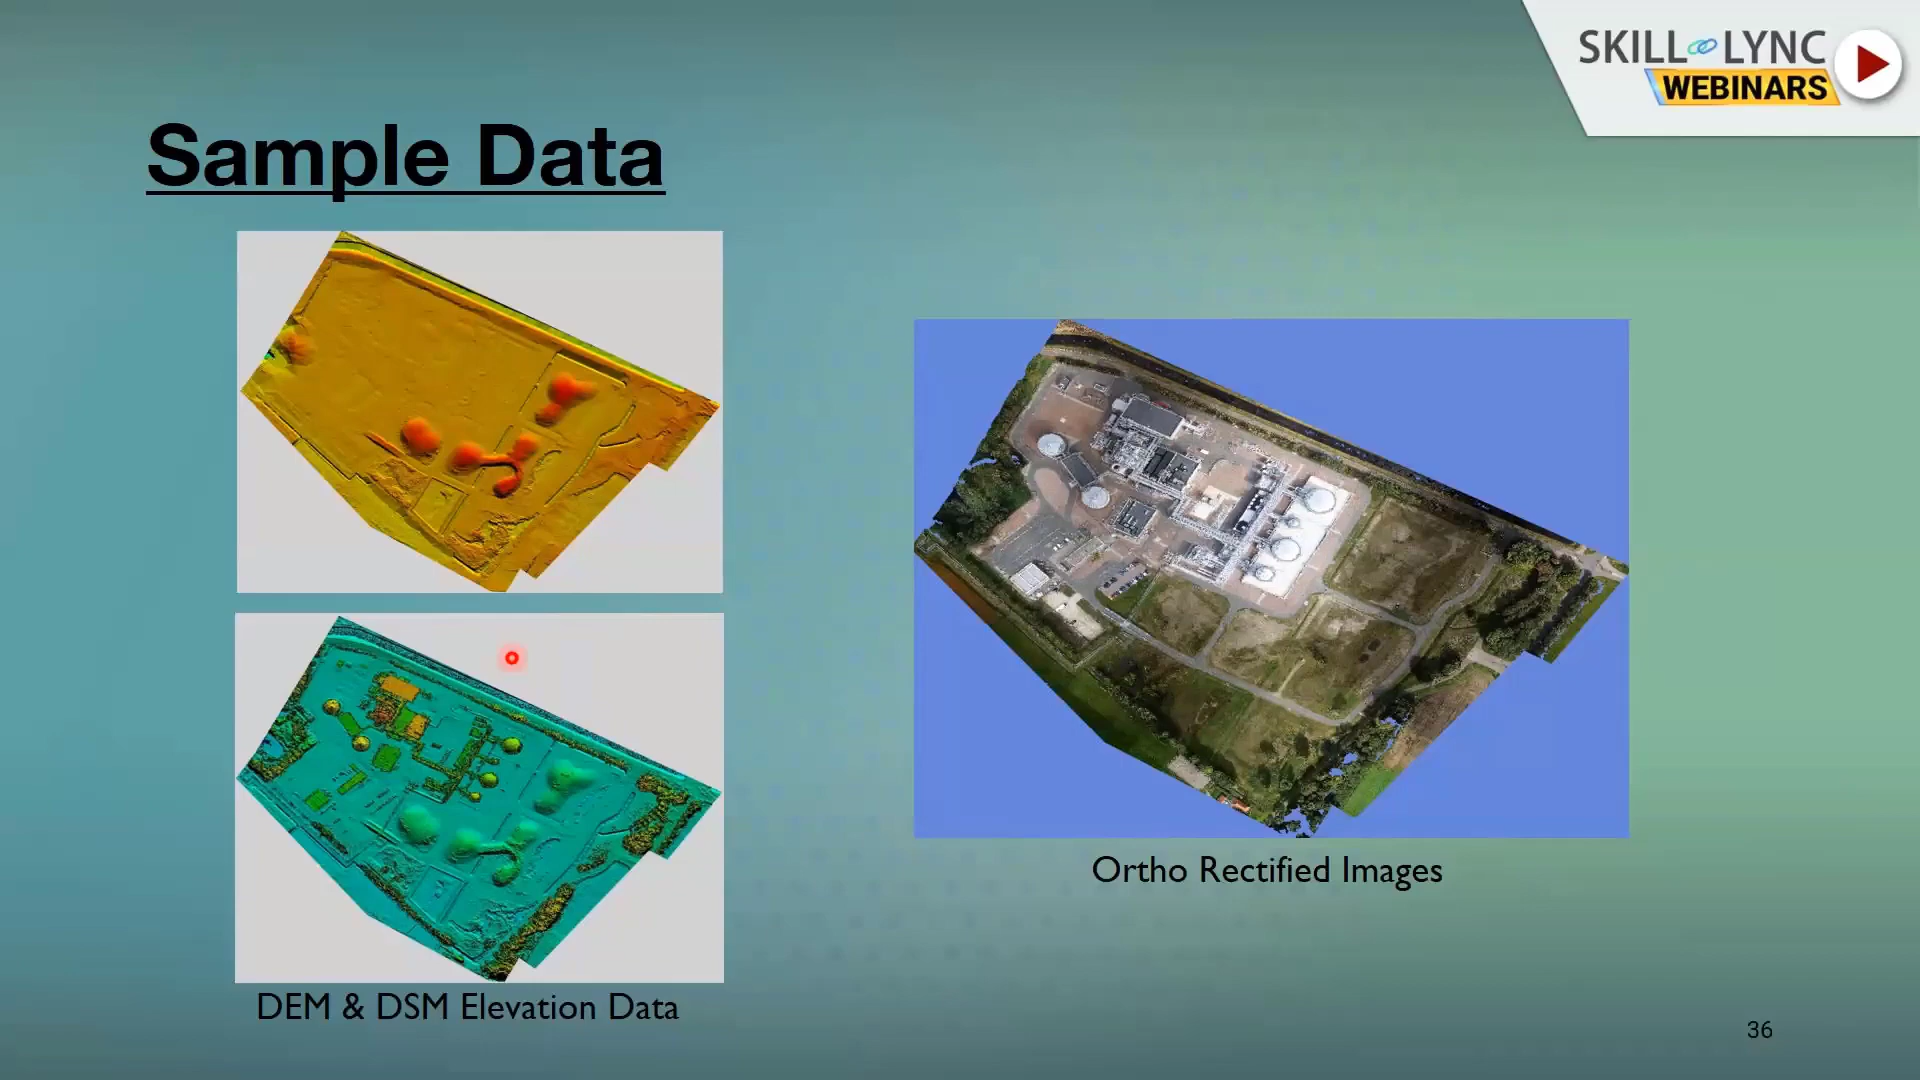 SKILL LYNC
WEBINARS
Sample Data
Ortho Rectified Images
DEM & DSM Elevation Data
36